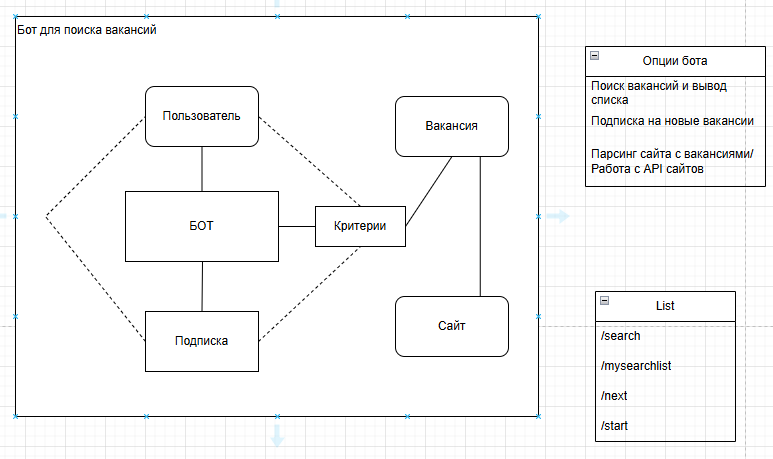 Бот для поиска вакансий
Пользователь
Вакансия
БОТ
Критерии
Подписка
Сайт
Опции бота
Поиск вакансий и вывод
списка
Подписка на новые вакансии
Парсинг сайта с вакансиями/
Работа с API сайтов
List
/search
/mysearchlist
/next
/start